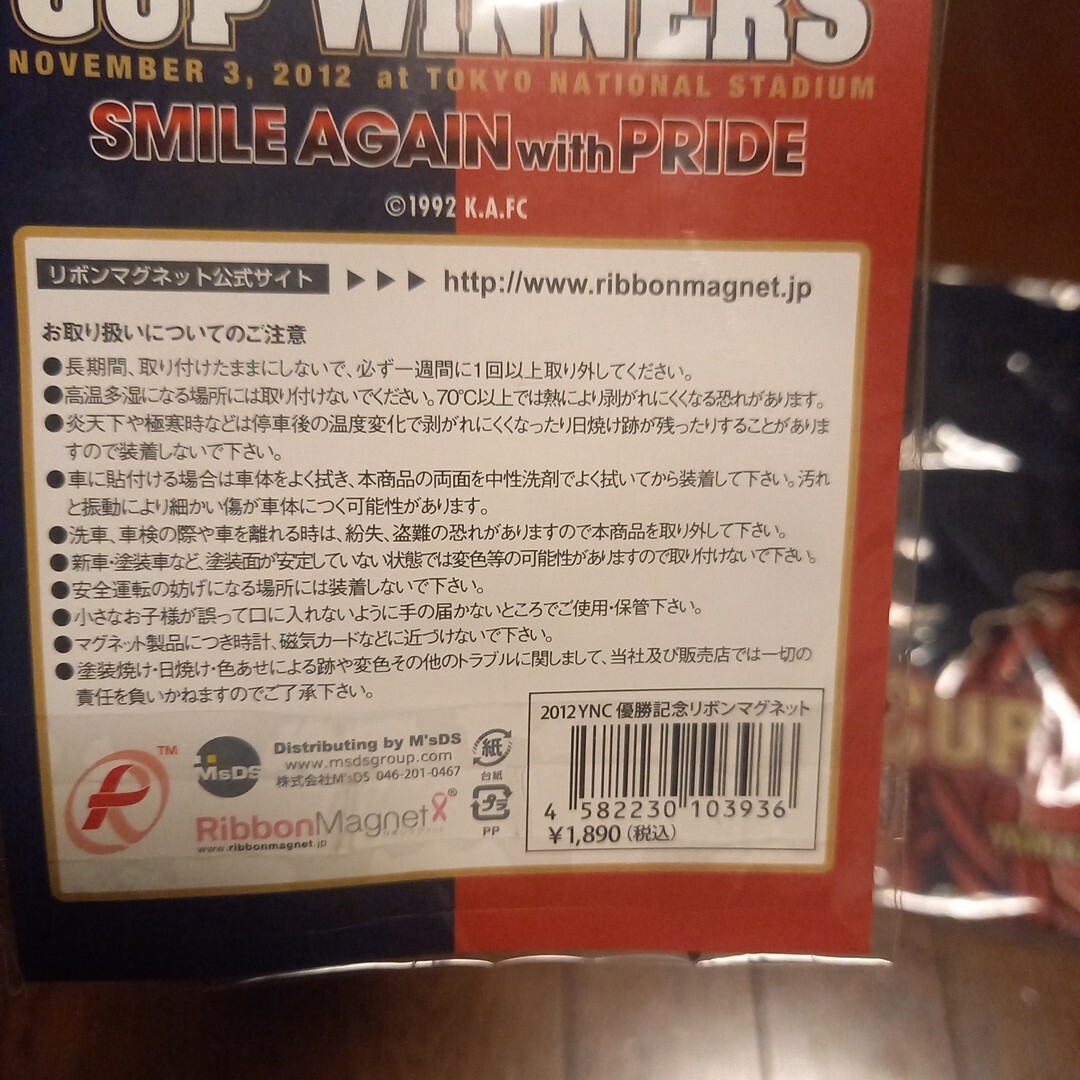 CUP WINNERS
NOVEMBER 3, 2012 at TOKYO NATIONAL STADIUM
SMILE AGAIN with PRIDE
©1992 K.A.FC
リボンマグネット公式サイト ▶▶▶ http://www.ribbonmagnet.jp
お取り扱いについてのご注意
●長期間、取り付けたままにしないで、必ず一週間に1回以上取り外してください。
●高温多湿になる場所には取り付けないでください。70℃以上では熱により剥がれにくくなる恐れがあります。
●炎天下や極寒時などは停車後の温度変化で剥がれにくくなったり日焼け跡が残ったりすることがありま
すので装着しないで下さい。
●車に貼付ける場合は車体をよく拭き、本商品の両面を中性洗剤でよく拭いてから装着して下さい。汚れ
と振動により細かい傷が車体につく可能性があります。
●洗車、車検の際や車を離れる時は、紛失、盗難の恐れがありますので本商品を取り外して下さい。
●新車・塗装車など、塗装面が安定していない状態では変色等の可能性がありますので取り付けないで下さい。
●安全運転の妨げになる場所には装着しないで下さい。
●小さなお子様が誤って口に入れないように手の届かないところでご使用・保管下さい。
●マグネット製品につき時計、磁気カードなどに近づけないで下さい。
●塗装焼け・日焼け・色あせによる跡や変色その他のトラブルに関しまして、当社及び販売店では一切の
責任を負いかねますのでご了承下さい。
TM
MsDS
Distributing by M'sDS
www.msdsgroup.com
株式会社M'sDS 046-201-0467
RibbonMagnet®
www.ribbonmagnet.jp
紙
台紙
プラ
PP
2012YNC 優勝記念リボンマグネット
4 582230 103936
¥1,890(税込)
CUP